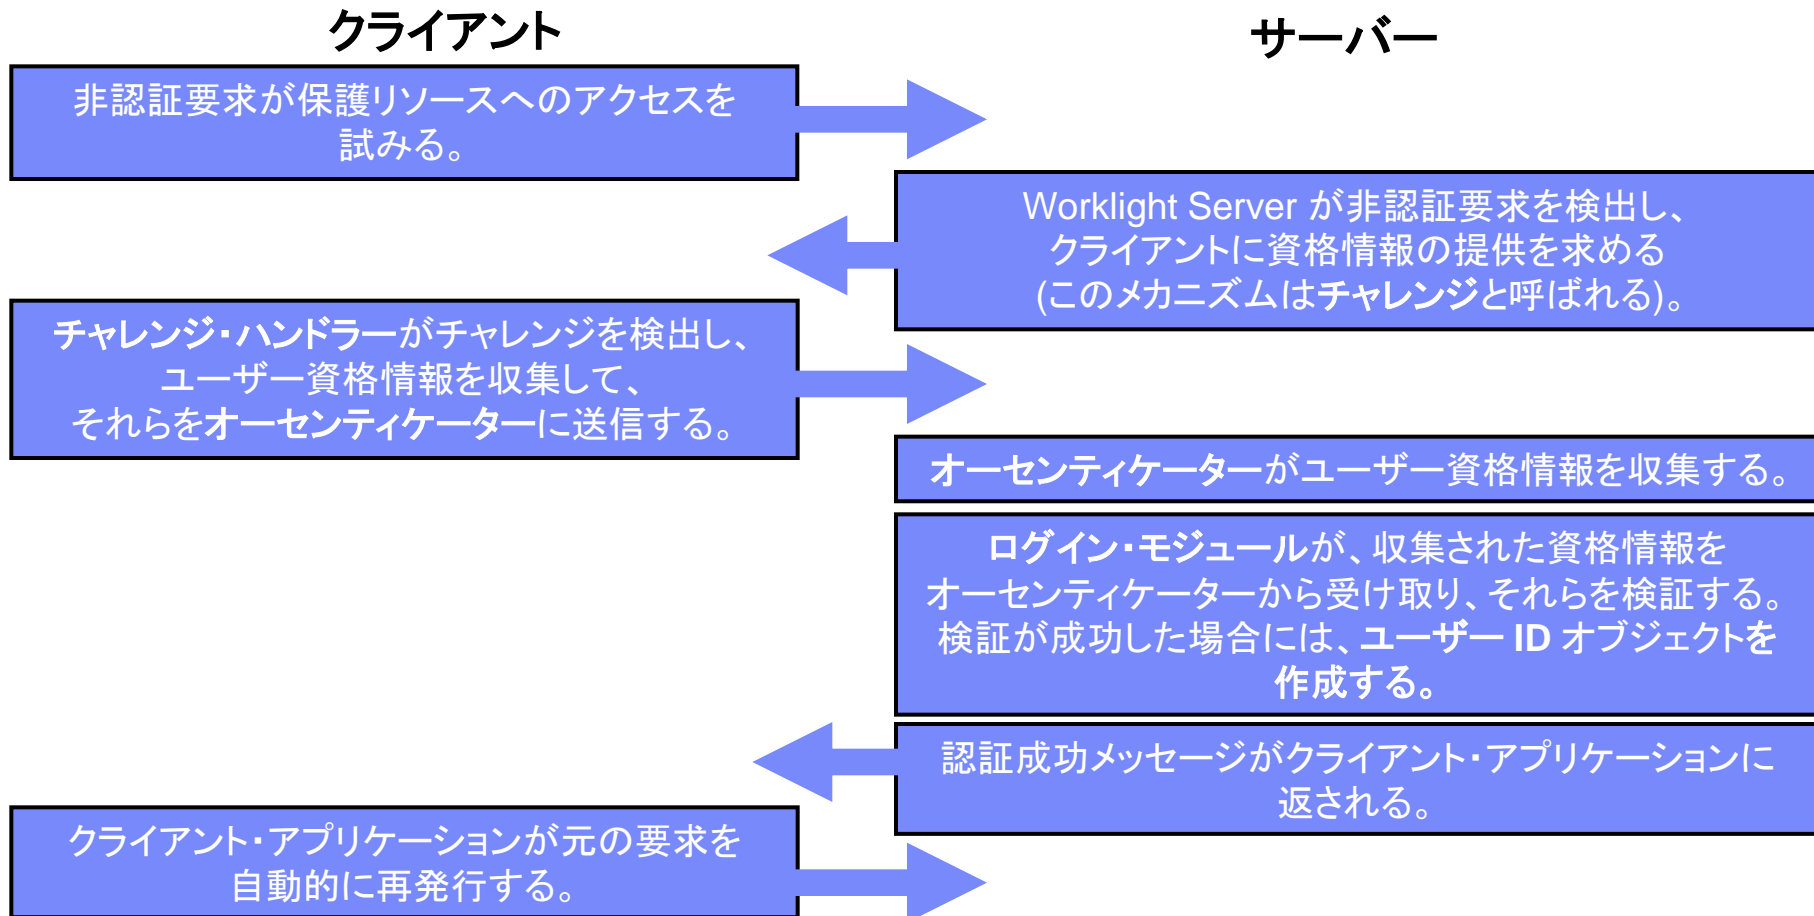 クライアント
サーバー
非認証要求が保護リソースへのアクセスを
試みる。
Worklight Server が非認証要求を検出し、
クライアントに資格情報の提供を求める
(このメカニズムはチャレンジと呼ばれる)。
チャレンジ・ハンドラーがチャレンジを検出し、
ユーザー資格情報を収集して、
それらをオーセンティケーターに送信する。
オーセンティケーターがユーザー資格情報を収集する。
ログイン・モジュールが、収集された資格情報を
オーセンティケーターから受け取り、それらを検証する。
検証が成功した場合には、ユーザー ID オブジェクトを
作成する。
認証成功メッセージがクライアント・アプリケーションに
返される。
クライアント・アプリケーションが元の要求を
自動的に再発行する。